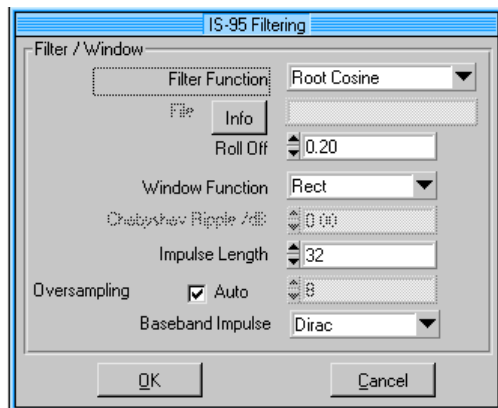 IS-95 Filtering
Filter / Window
Filter Function Root Cosine
File Info
Roll Off 0.20
Window Function Rect
Chebyshev Ripple /dB 0.00
Impulse Length 32
Oversampling Auto 8
Baseband Impulse Dirac
OK Cancel